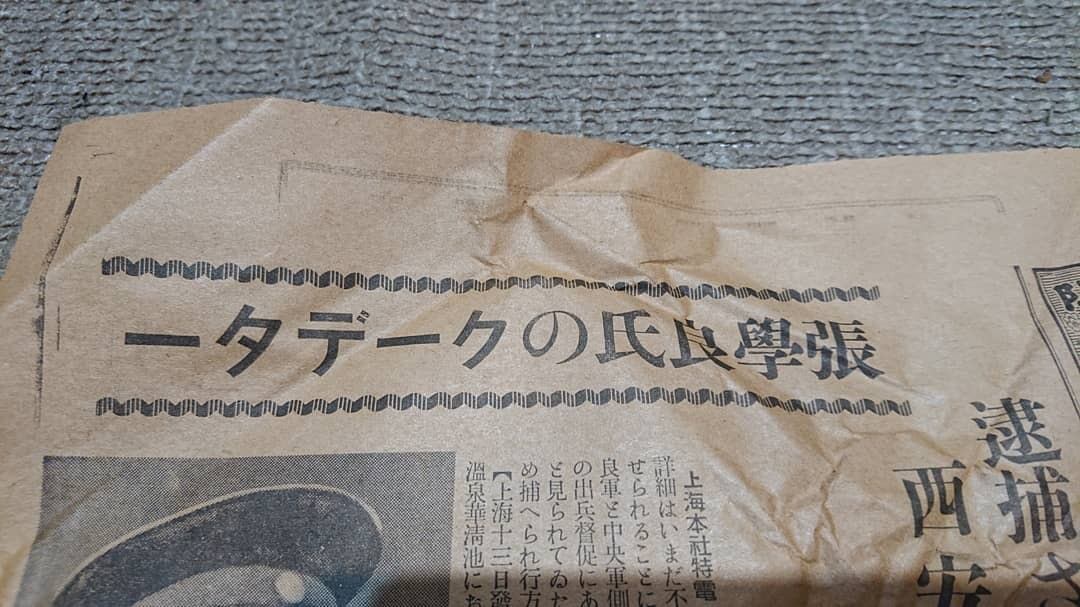 張學良氏のクーデター
逮捕さ
西安
上海本社特電
詳細はいまだ不
せられることに
良軍と中央軍側
の出兵督促にあ
と見られてゐた
め捕へられ行方
【上海十三日發
溫泉華淸池にお